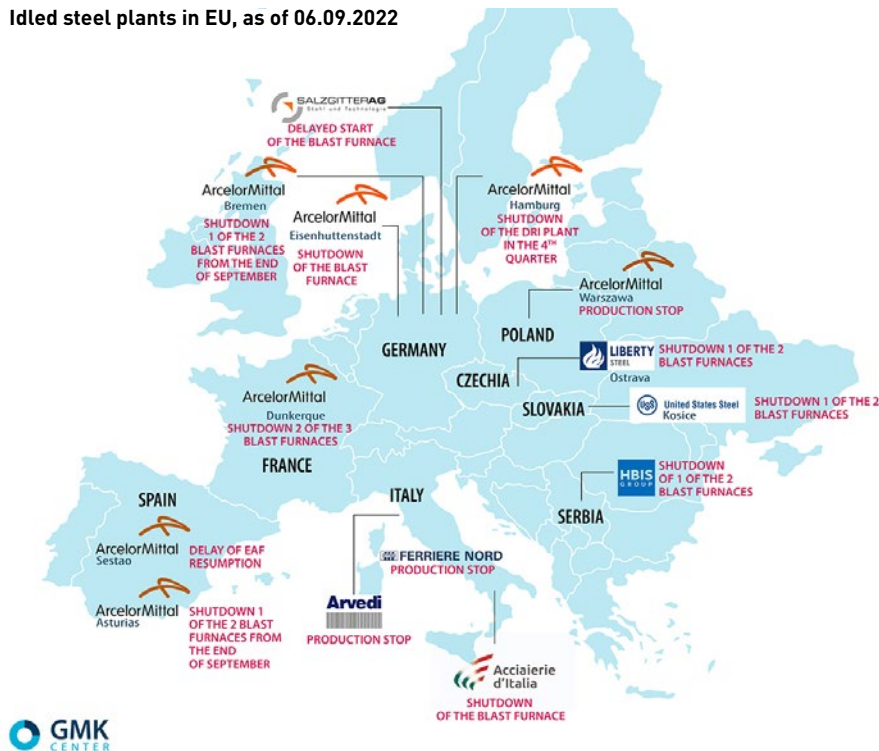 Idled steel plants in EU, as of 06.09.2022
SALZGITTERAG
Stahl und Technologie
DELAYED START
OF THE BLAST FURNACE
ArcelorMittal
Bremen
SHUTDOWN
1 OF THE 2
BLAST FURNACES
FROM THE END
OF SEPTEMBER
ArcelorMittal
Eisenhuttenstadt
SHUTDOWN
OF THE BLAST
FURNACE
ArcelorMittal
Hamburg
SHUTDOWN
OF THE DRI PLANT
IN THE 4TH
QUARTER
ArcelorMittal
Warszawa
PRODUCTION STOP
POLAND
GERMANY
LIBERTY
STEEL
Ostrava
SHUTDOWN 1 OF THE 2
BLAST FURNACES
CZECHIA
ArcelorMittal
Dunkerque
SHUTDOWN 2 OF THE 3
BLAST FURNACES
SLOVAKIA
USS
United States Steel
Kosice
SHUTDOWN 1 OF THE 2
BLAST FURNACES
FRANCE
HBIS
GROUP
SHUTDOWN
OF 1 OF THE 2
BLAST FURNACES
SERBIA
SPAIN
ArcelorMittal
Sestao
DELAY OF EAF
RESUMPTION
ArcelorMittal
Asturias
SHUTDOWN 1
OF THE 2 BLAST
FURNACES FROM
THE END
OF SEPTEMBER
ITALY
FERRIERE NORD
PRODUCTION STOP
Arvedi
PRODUCTION STOP
Acciaierie
d'Italia
SHUTDOWN
OF THE BLAST FURNACE
GMK
CENTER